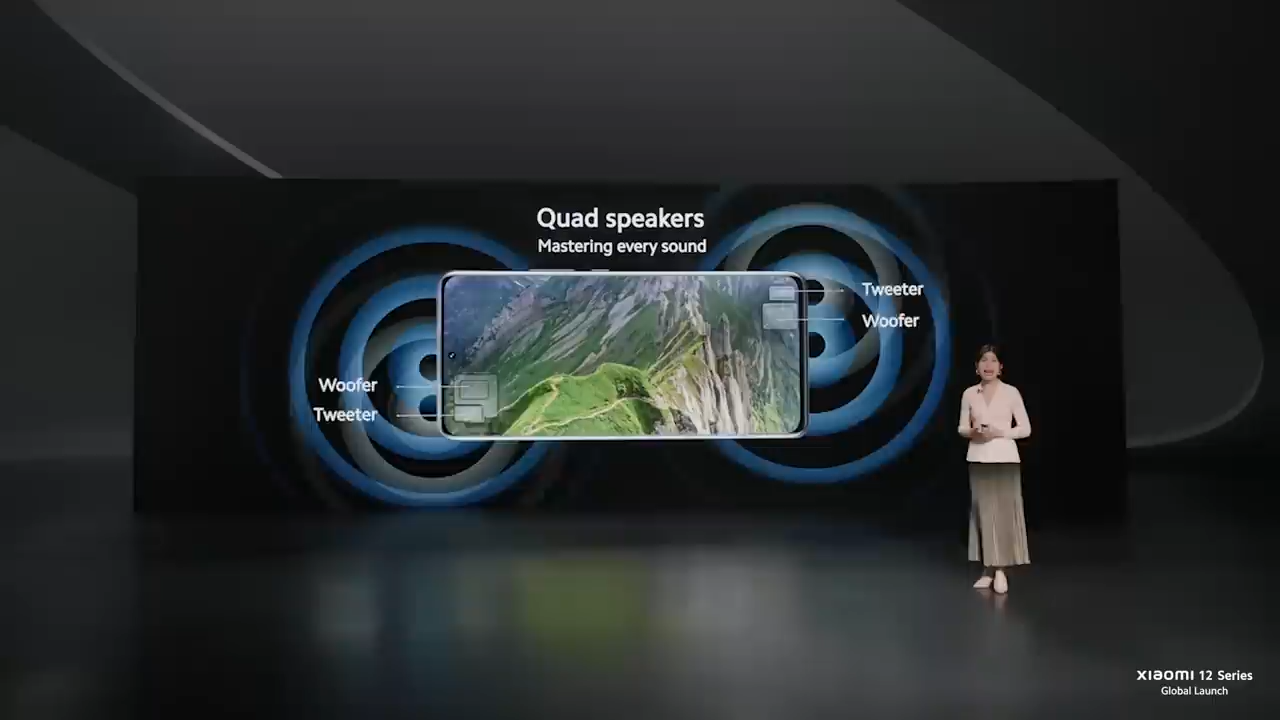 Quad speakers
Mastering every sound
Tweeter
Woofer
Woofer
Tweeter
XIAOMI 12 Series
Global Launch